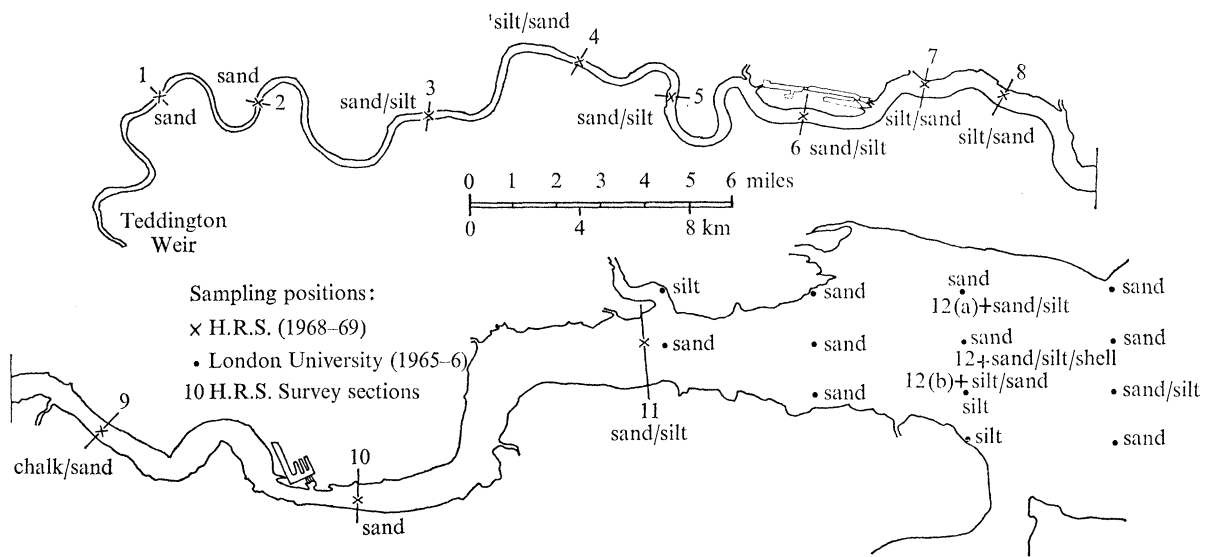 'silt/sand
4
7
8
1
sand
3
2
sand
sand/silt
5
sand/silt
silt/sand
6 sand/silt
silt/sand
0 1 2 3 4 5 6 miles
0 4 8 km
Teddington
Weir
Sampling positions:
× H.R.S. (1968–69)
• London University (1965–6)
10 H.R.S. Survey sections
silt
sand
sand
12(a)+sand/silt
sand
sand
sand
sand
12+sand/silt/shell
sand
12(b)+silt/sand
silt
sand
sand/silt
silt
sand
11
sand/silt
9
chalk/sand
10
sand